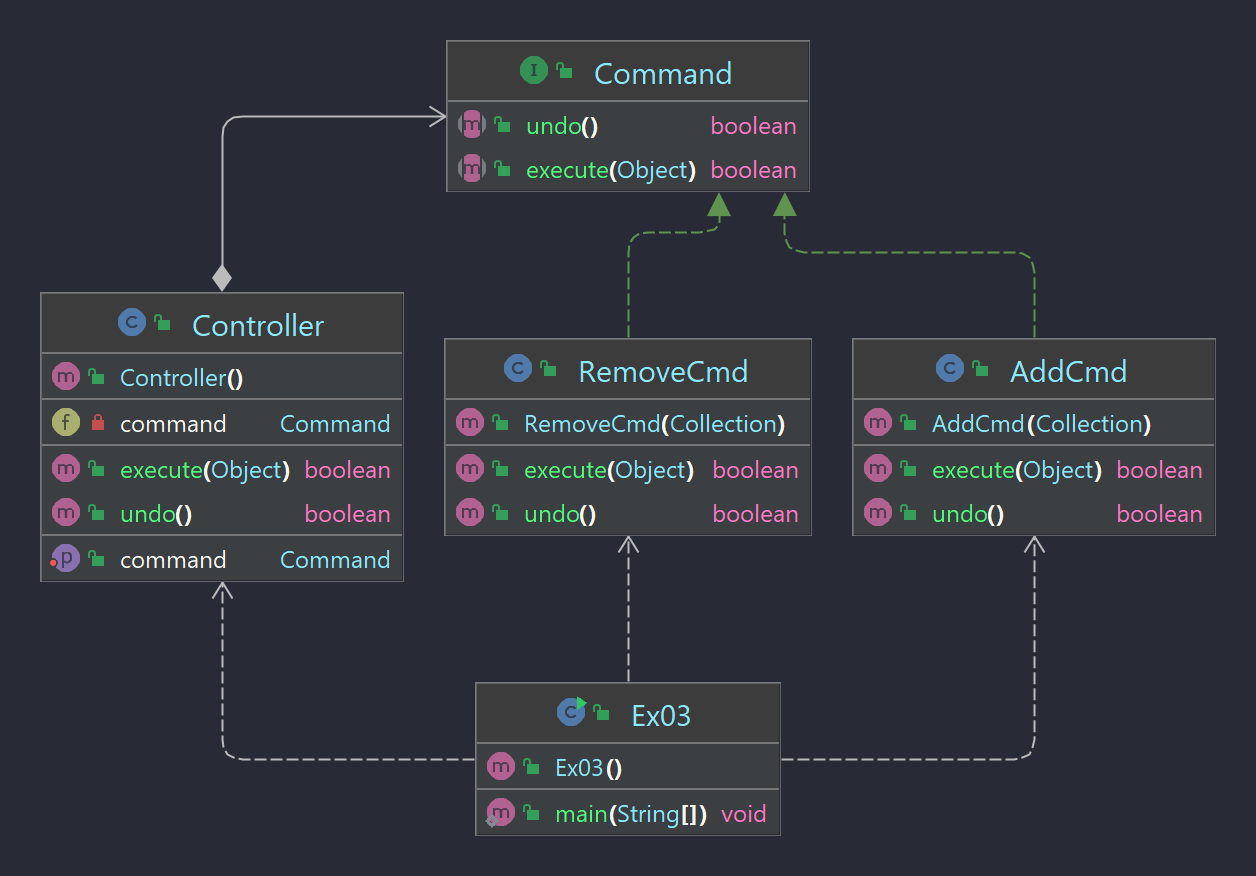 Command
undo() boolean
execute(Object) boolean
Controller
Controller()
command Command
execute(Object) boolean
undo() boolean
command Command
RemoveCmd
RemoveCmd(Collection)
execute(Object) boolean
undo() boolean
AddCmd
AddCmd(Collection)
execute(Object) boolean
undo() boolean
Ex03
Ex03()
main(String[]) void